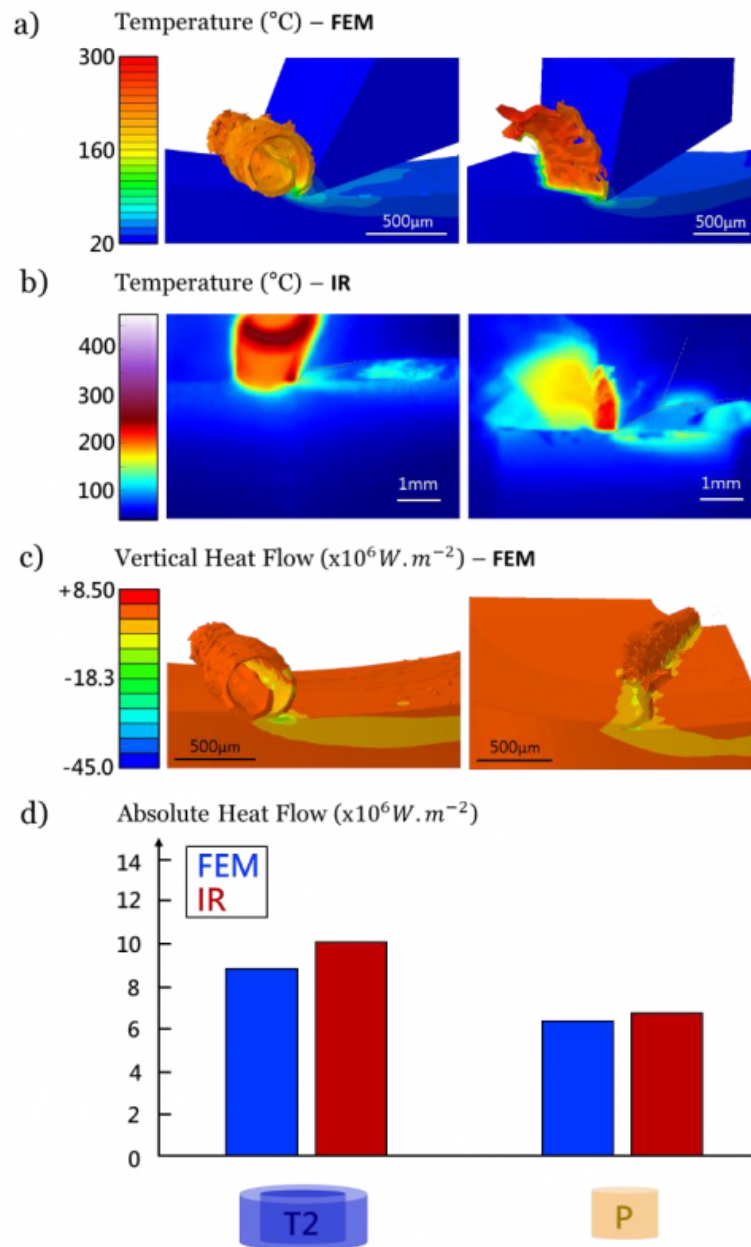 a) Temperature (°C) – FEM
300
160
20
500μm
500μm
b) Temperature (°C) – IR
400
300
200
100
1mm
1mm
c) Vertical Heat Flow (x10⁶W.m⁻²) – FEM
+8.50
-18.3
-45.0
500μm
500μm
d) Absolute Heat Flow (x10⁶W.m⁻²)
14
12
10
8
6
4
2
0
FEM
IR
T2
P